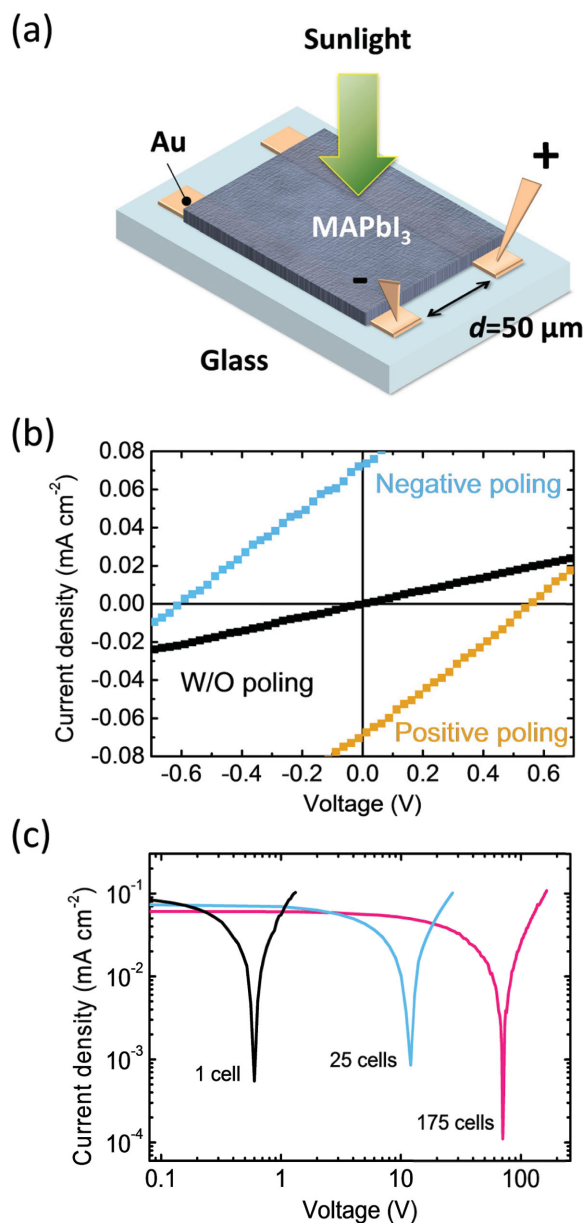 (a)
Sunlight
Au
+
MAPbI₃
-
d=50 μm
Glass
(b)
Current density (mA cm⁻²)
0.08
0.06
0.04
0.02
0.00
-0.02
-0.04
-0.06
-0.08
Negative poling
W/O poling
Positive poling
-0.6 -0.4 -0.2 0.0 0.2 0.4 0.6
Voltage (V)
(c)
Current density (mA cm⁻²)
10⁻¹
10⁻²
10⁻³
10⁻⁴
1 cell
25 cells
175 cells
0.1 1 10 100
Voltage (V)